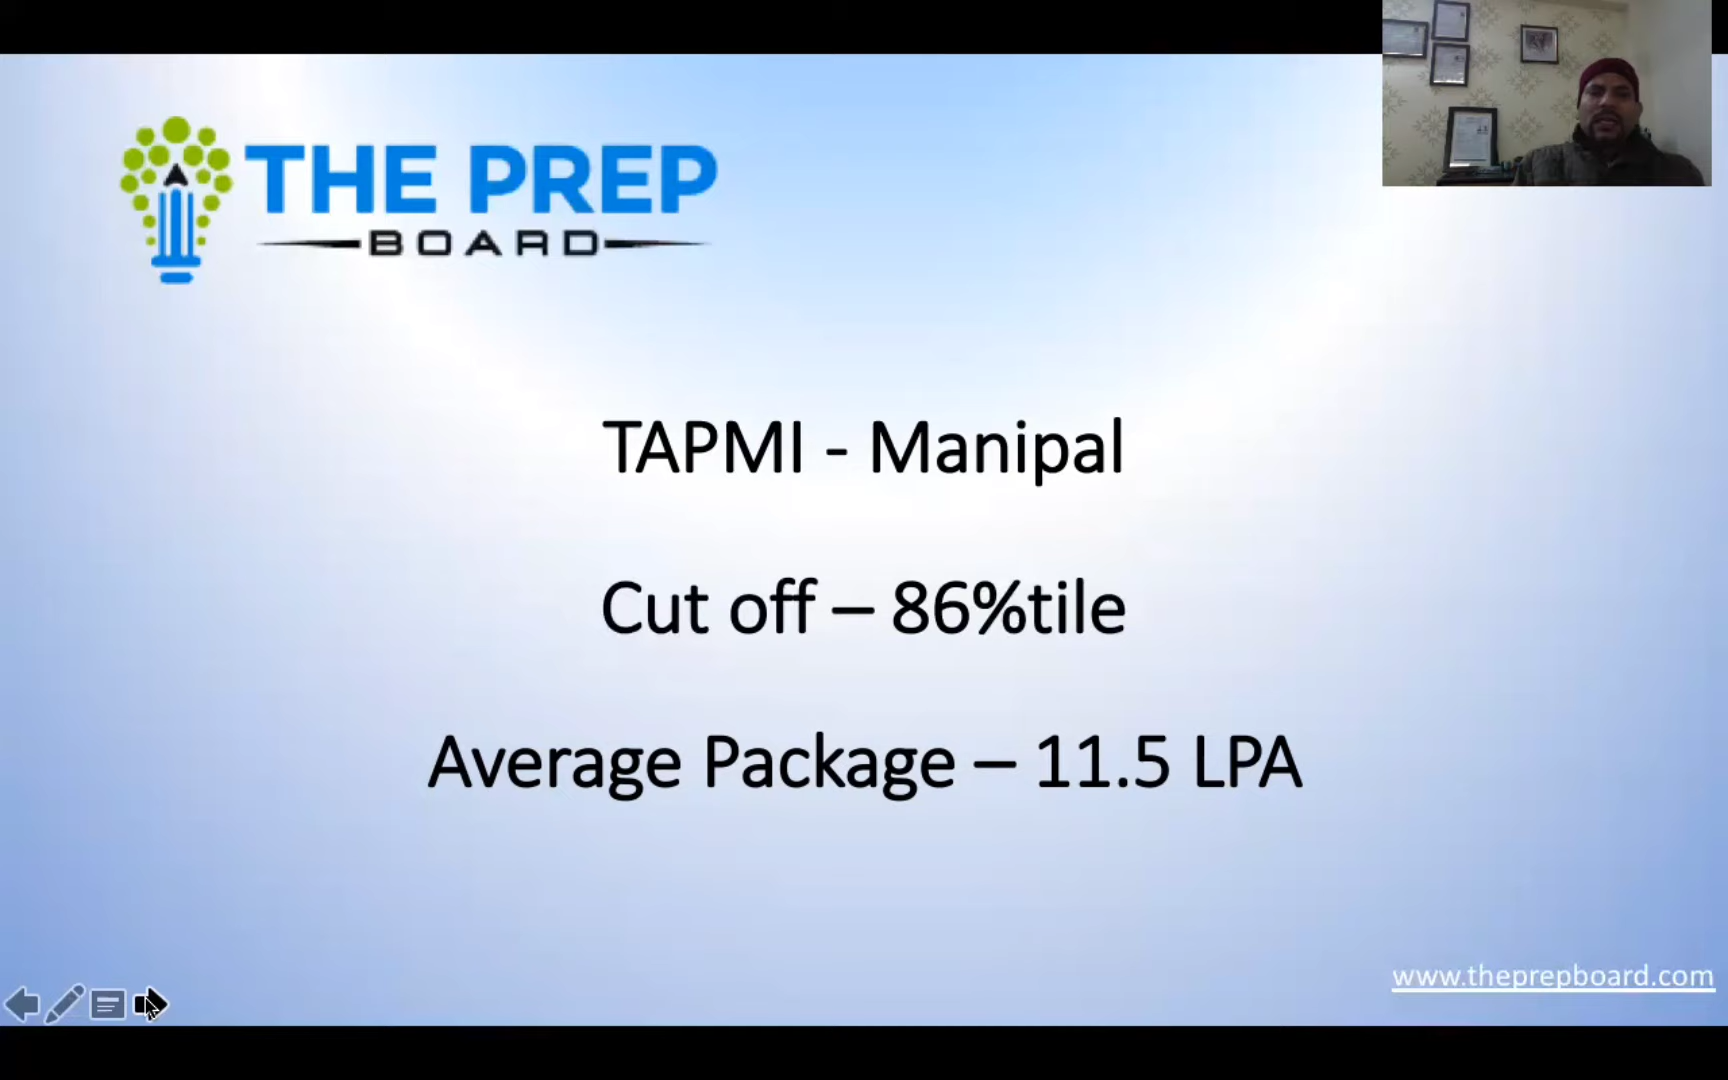 THE PREP
BOARD
TAPMI - Manipal
Cut off – 86%tile
Average Package – 11.5 LPA
www.theprepboard.com